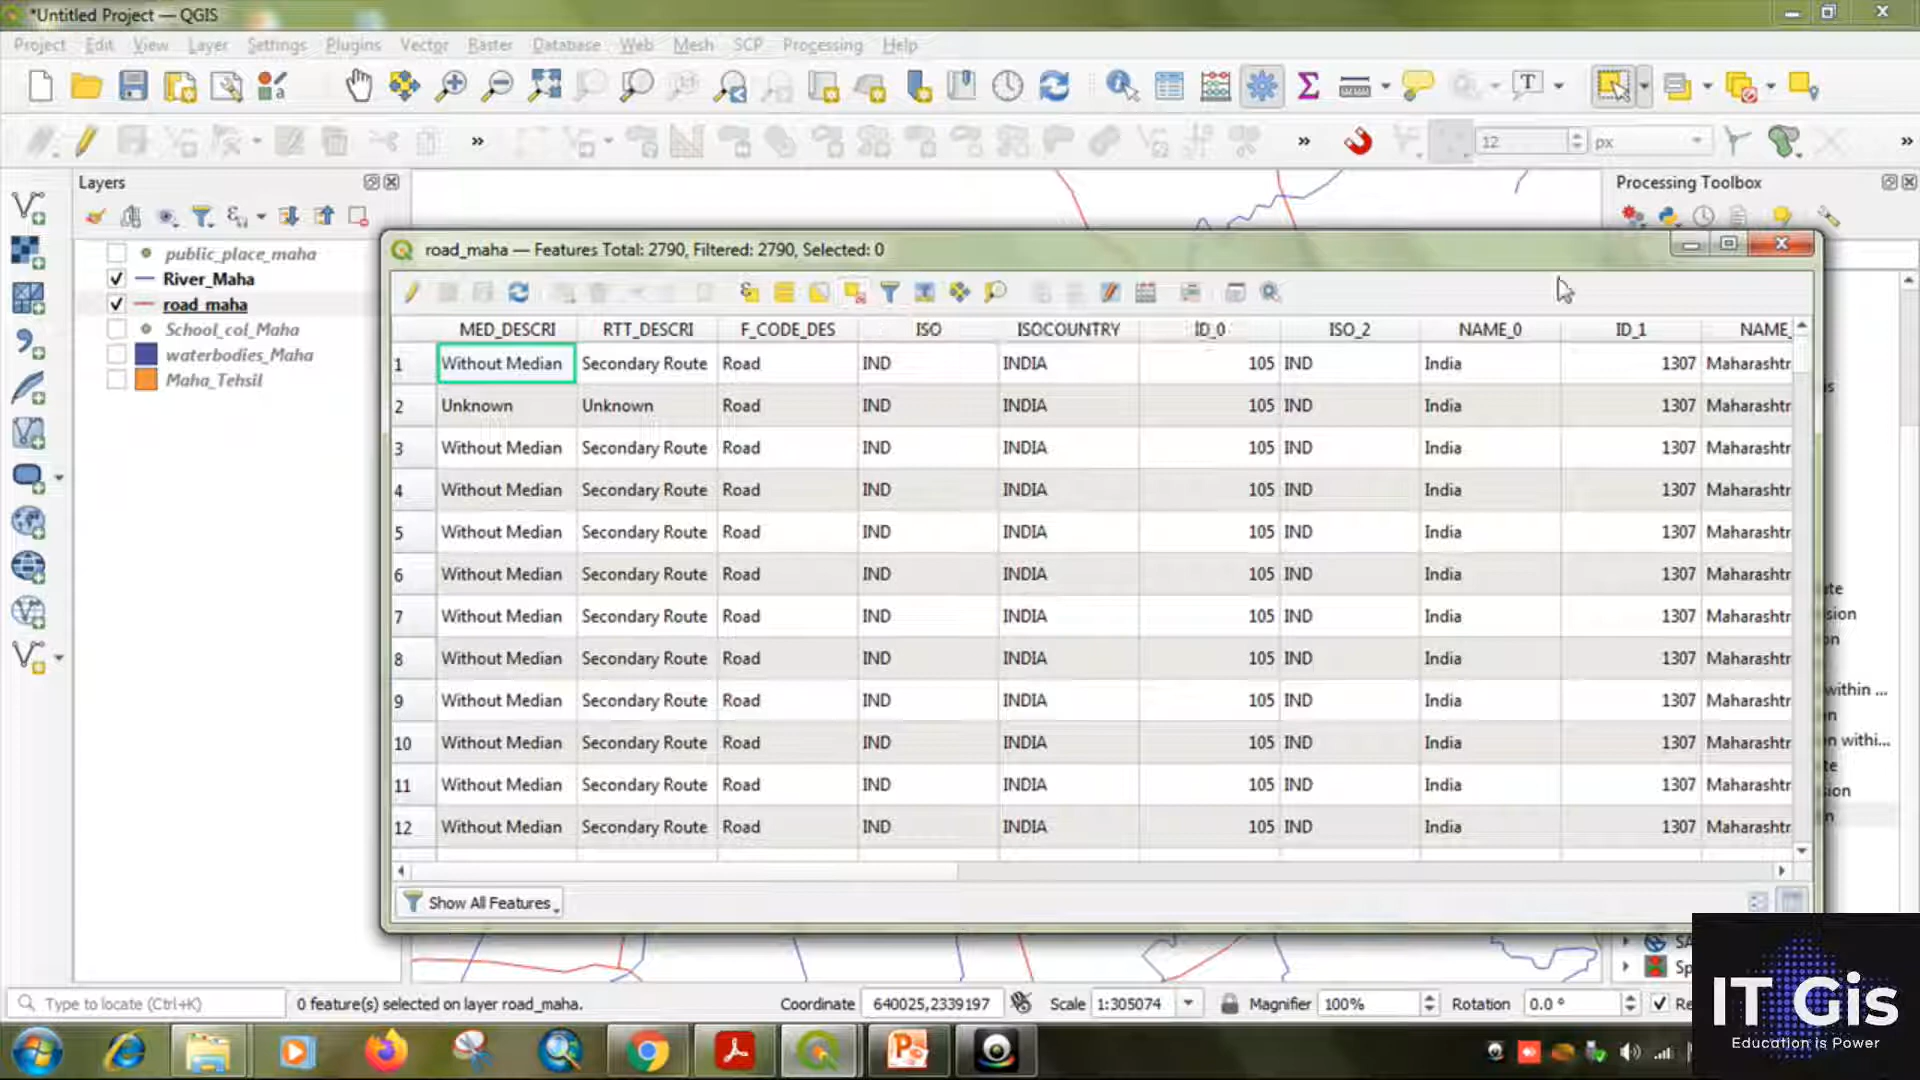 *Untitled Project — QGIS
Project Edit View Layer Settings Plugins Vector Raster Database Web Mesh SCP Processing Help
12 px
Layers
Processing Toolbox
public_place_maha
River_Maha
road_maha
School_col_Maha
waterbodies_Maha
Maha_Tehsil
road_maha — Features Total: 2790, Filtered: 2790, Selected: 0
MED_DESCRI RTT_DESCRI F_CODE_DES ISO ISOCOUNTRY ID_0 ISO_2 NAME_0 ID_1 NAME_
1 Without Median Secondary Route Road IND INDIA 105 IND India 1307 Maharashtr
2 Unknown Unknown Road IND INDIA 105 IND India 1307 Maharashtr
3 Without Median Secondary Route Road IND INDIA 105 IND India 1307 Maharashtr
4 Without Median Secondary Route Road IND INDIA 105 IND India 1307 Maharashtr
5 Without Median Secondary Route Road IND INDIA 105 IND India 1307 Maharashtr
6 Without Median Secondary Route Road IND INDIA 105 IND India 1307 Maharashtr
7 Without Median Secondary Route Road IND INDIA 105 IND India 1307 Maharashtr
8 Without Median Secondary Route Road IND INDIA 105 IND India 1307 Maharashtr
9 Without Median Secondary Route Road IND INDIA 105 IND India 1307 Maharashtr
10 Without Median Secondary Route Road IND INDIA 105 IND India 1307 Maharashtr
11 Without Median Secondary Route Road IND INDIA 105 IND India 1307 Maharashtr
12 Without Median Secondary Route Road IND INDIA 105 IND India 1307 Maharashtr
Show All Features
within ...
n withi...
Type to locate (Ctrl+K) 0 feature(s) selected on layer road_maha. Coordinate 640025,2339197 Scale 1:305074 Magnifier 100% Rotation 0.0 °
IT Gis
Education is Power